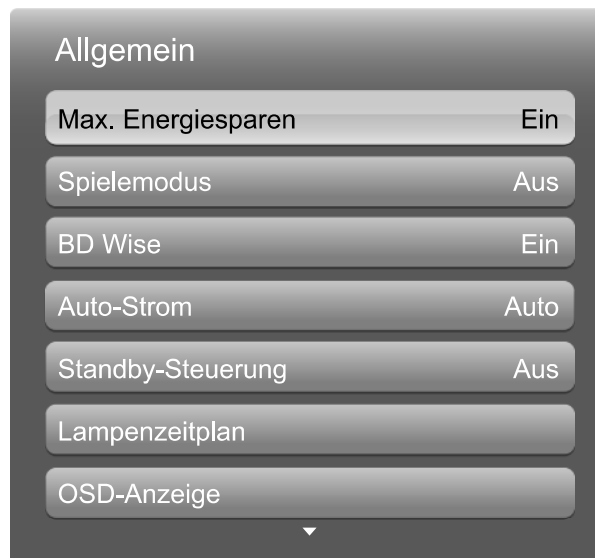 Allgemein
Max. Energiesparen Ein
Spielemodus Aus
BD Wise Ein
Auto-Strom Auto
Standby-Steuerung Aus
Lampenzeitplan
OSD-Anzeige